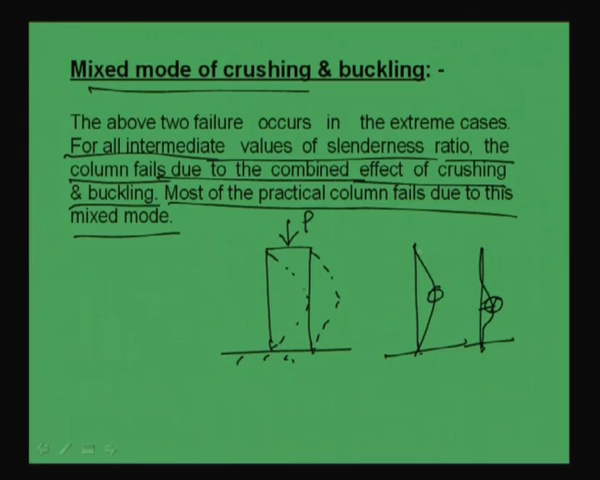 Mixed mode of crushing & buckling: -
The above two failure occurs in the extreme cases.
For all intermediate values of slenderness ratio, the
column fails due to the combined effect of crushing
& buckling. Most of the practical column fails due to this
mixed mode.
P